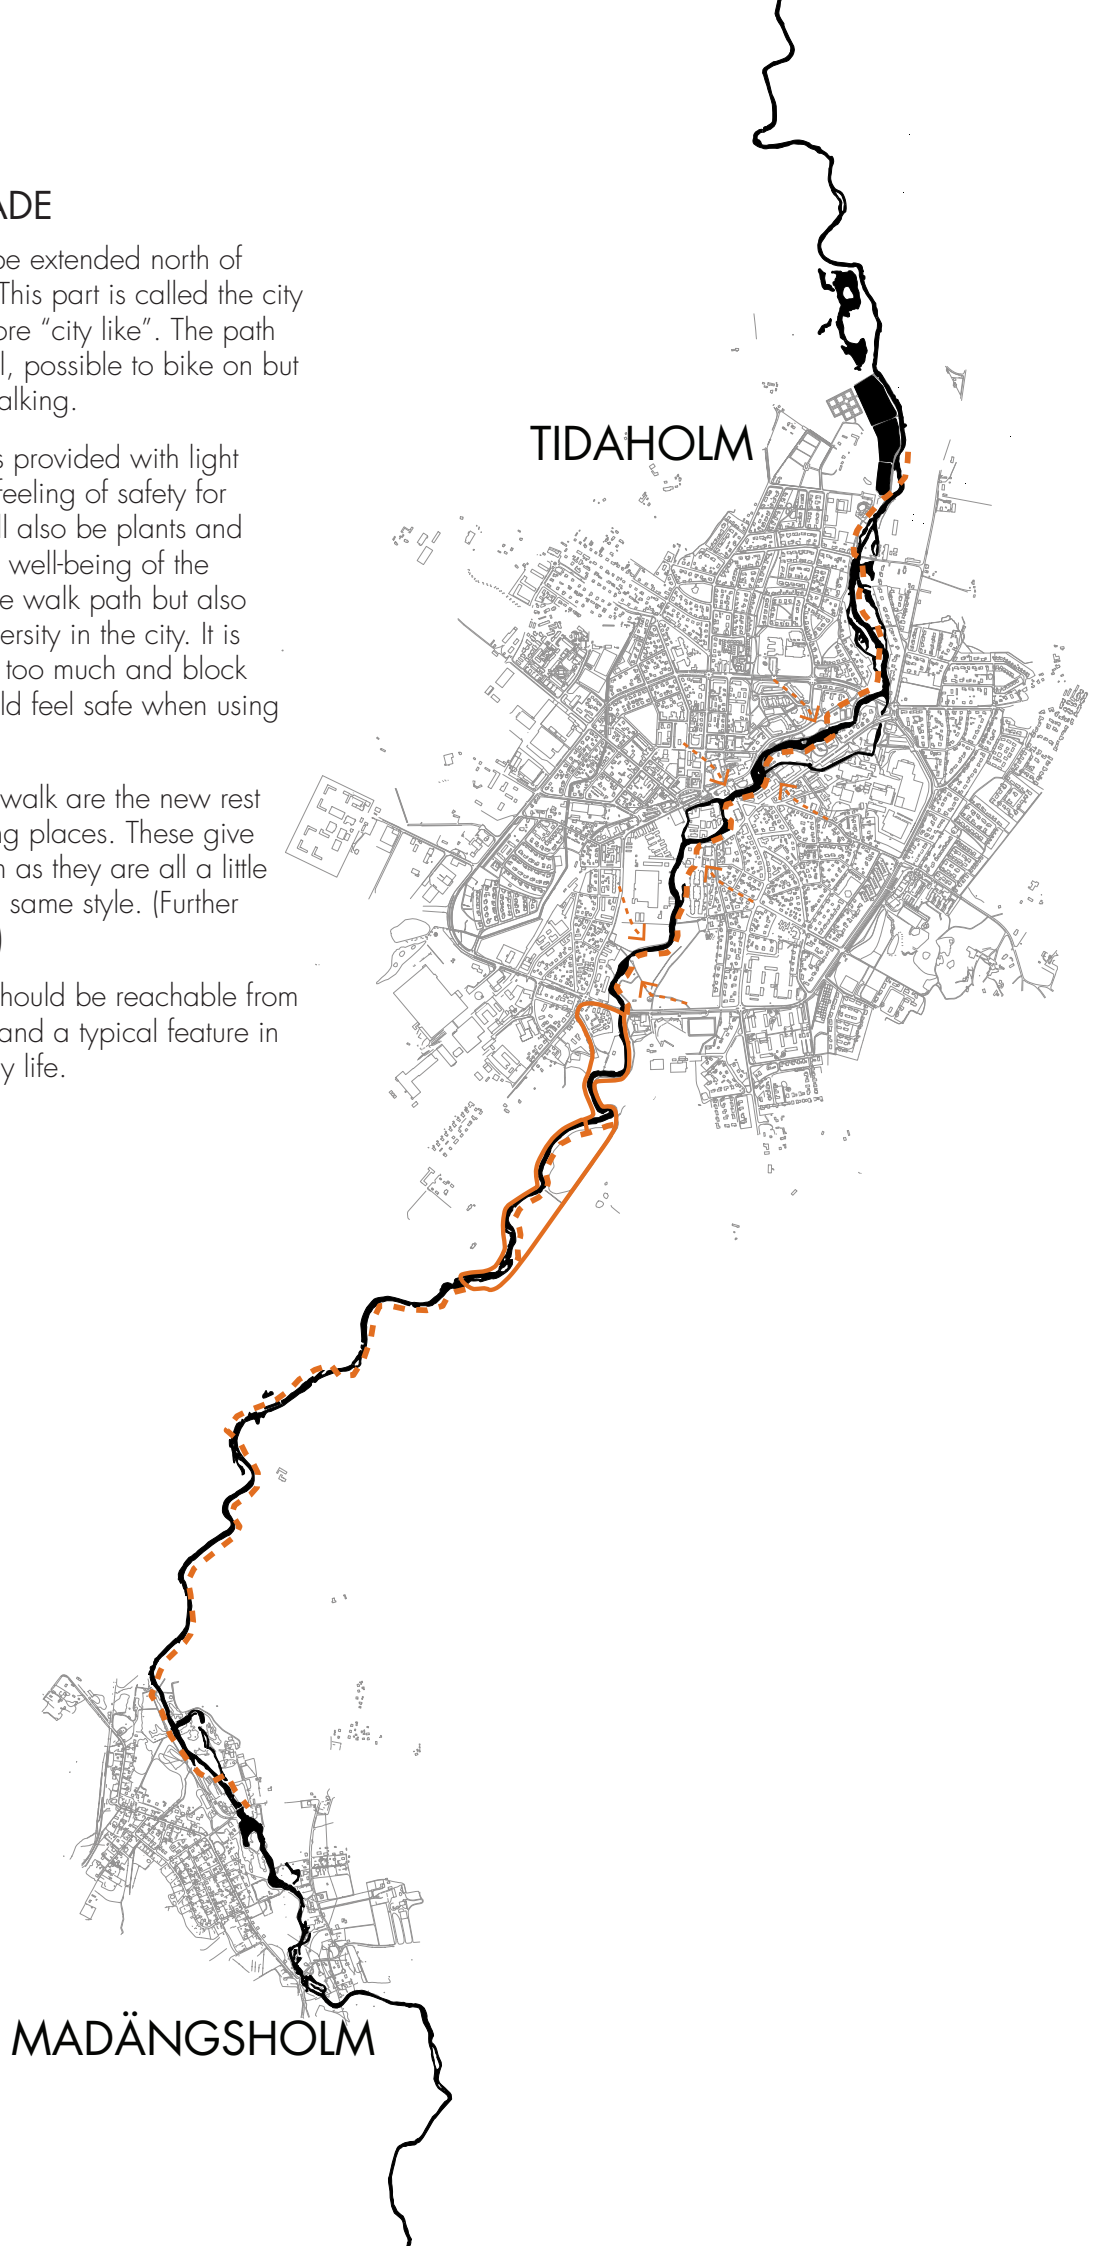 ADE
be extended north of
This part is called the city
ore “city like”. The path
l, possible to bike on but
alking.
TIDAHOLM
s provided with light
feeling of safety for
ll also be plants and
well-being of the
e walk path but also
ersity in the city. It is
too much and block
ld feel safe when using
walk are the new rest
ng places. These give
n as they are all a little
same style. (Further
)
should be reachable from
and a typical feature in
y life.
MADÄNGSHOLM